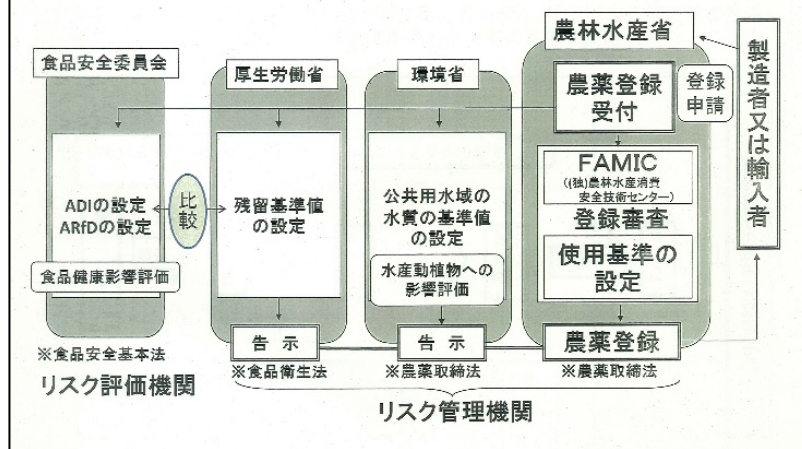 食品安全委員会
ADIの設定
ARfDの設定
食品健康影響評価
※食品安全基本法
リスク評価機関
比
較
厚生労働省
残留基準値
の設定
告 示
※食品衛生法
環境省
公共用水域の
水質の基準値
の設定
水産動植物への
影響評価
告 示
※農薬取締法
農林水産省
農薬登録
受付
登録
申請
FAMIC
((独)農林水産消費
安全技術センター)
登録審査
使用基準の
設定
農薬登録
※農薬取締法
リスク管理機関
製造者又は輸入者